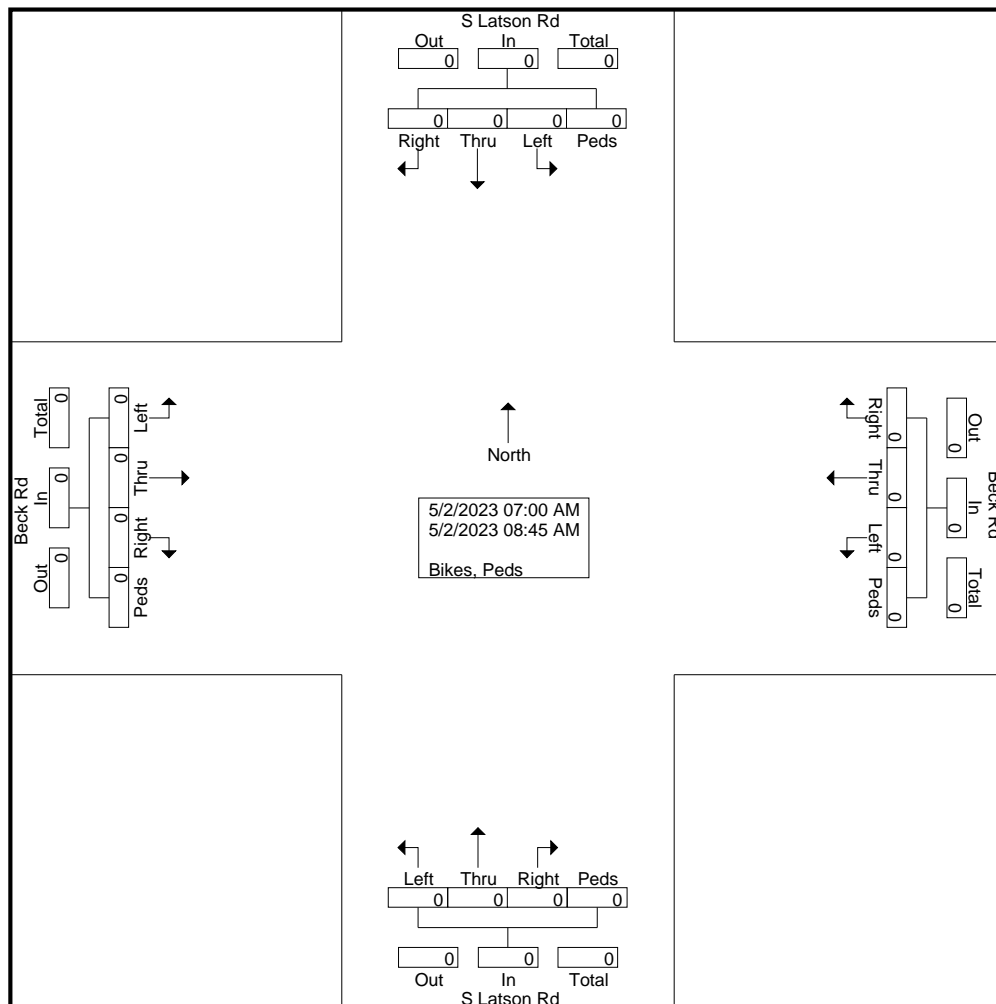 S Latson Rd
Out In Total
0 0 0
0 0 0 0
Right Thru Left Peds
Beck Rd
Total In Out
0 0 0
0 0 0 0
Left Thru Right Peds
North
5/2/2023 07:00 AM
5/2/2023 08:45 AM
Bikes, Peds
Right Thru Left Peds
0 0 0 0
Out In Total
0 0 0
Beck Rd
Left Thru Right Peds
0 0 0 0
0 0 0
Out In Total
S Latson Rd